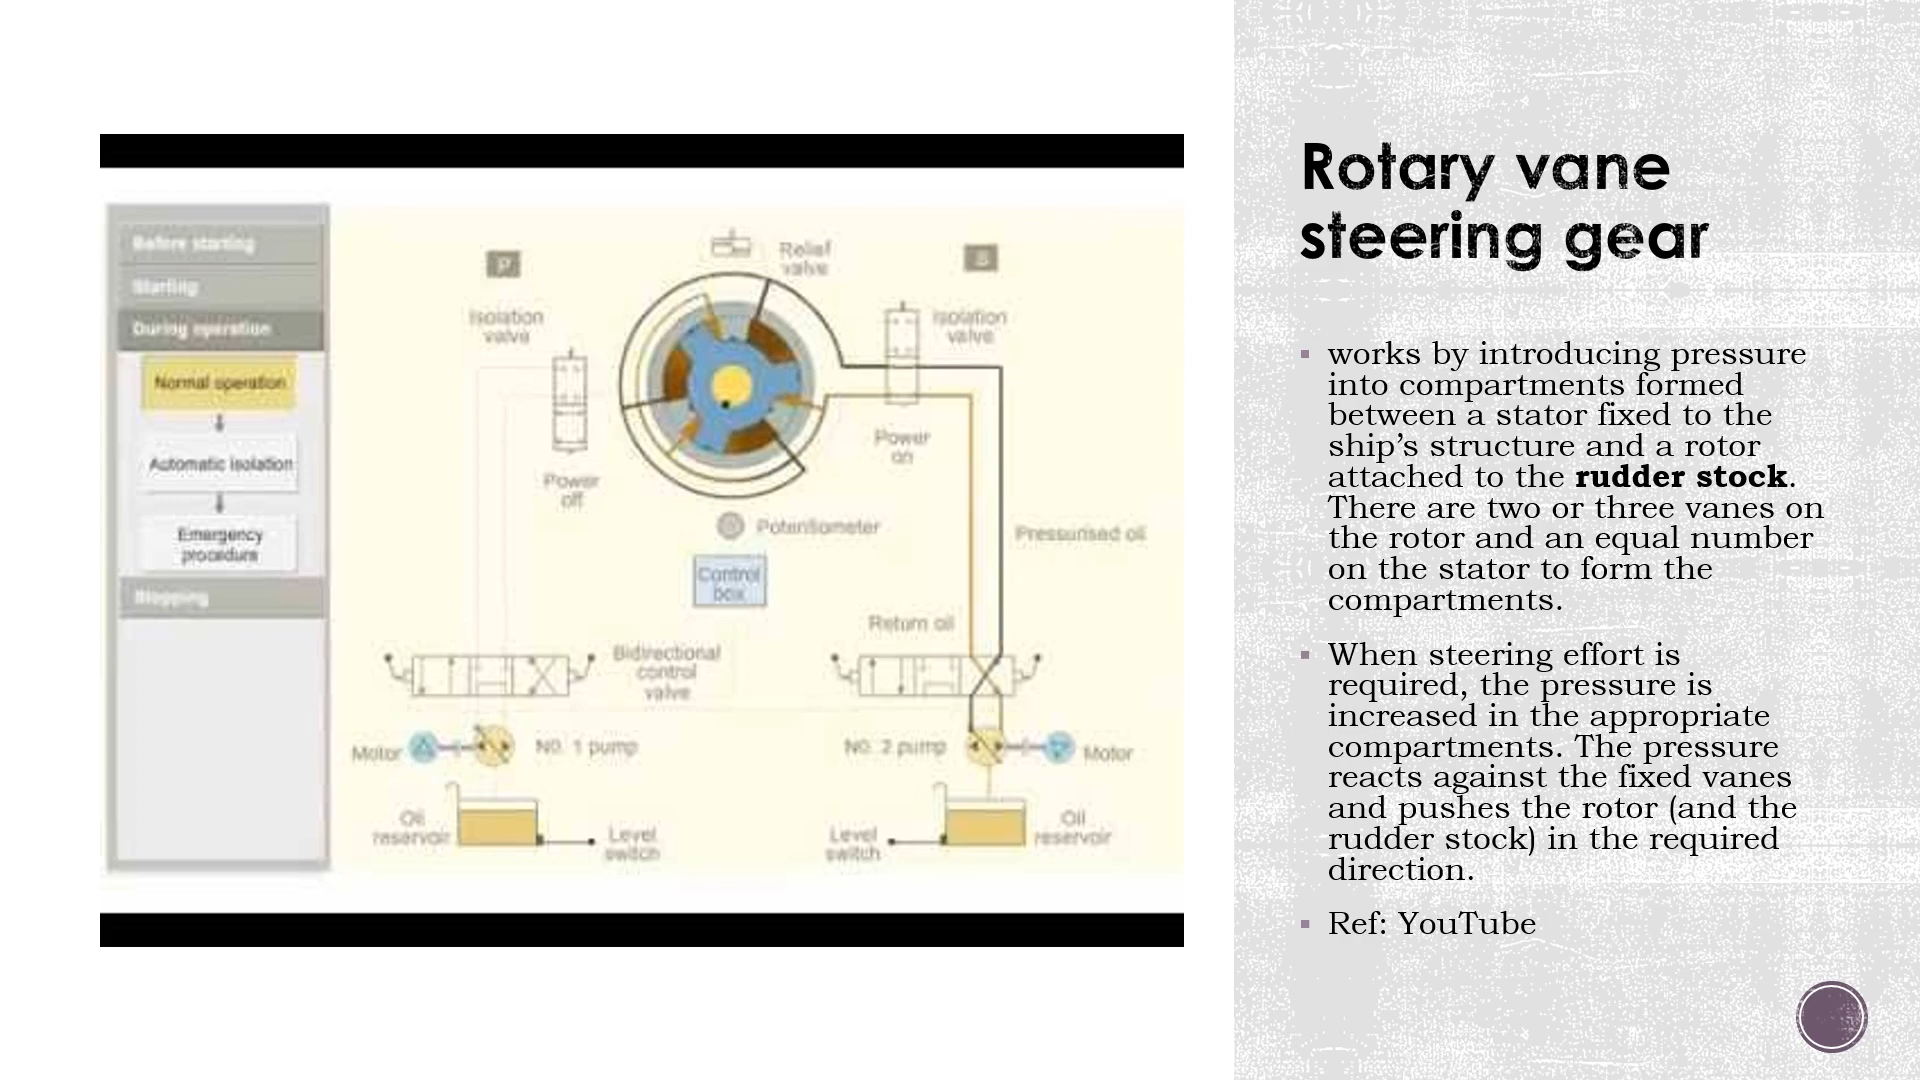 Rotary vane
steering gear
works by introducing pressure
into compartments formed
between a stator fixed to the
ship's structure and a rotor
attached to the rudder stock.
There are two or three vanes on
the rotor and an equal number
on the stator to form the
compartments.
When steering effort is
required, the pressure is
increased in the appropriate
compartments. The pressure
reacts against the fixed vanes
and pushes the rotor (and the
rudder stock) in the required
direction.
Ref: YouTube
Before starting
Starting
During operation
Normal operation
Automatic isolation
Emergency
procedure
Stopping
P
S
Relief
valve
Isolation
valve
Isolation
valve
Power
off
Power
on
Potentiometer
Control
box
Pressurised oil
Return oil
Bidirectional
control
valve
Motor
N0. 1 pump
N0. 2 pump
Motor
Oil
reservoir
Level
switch
Level
switch
Oil
reservoir